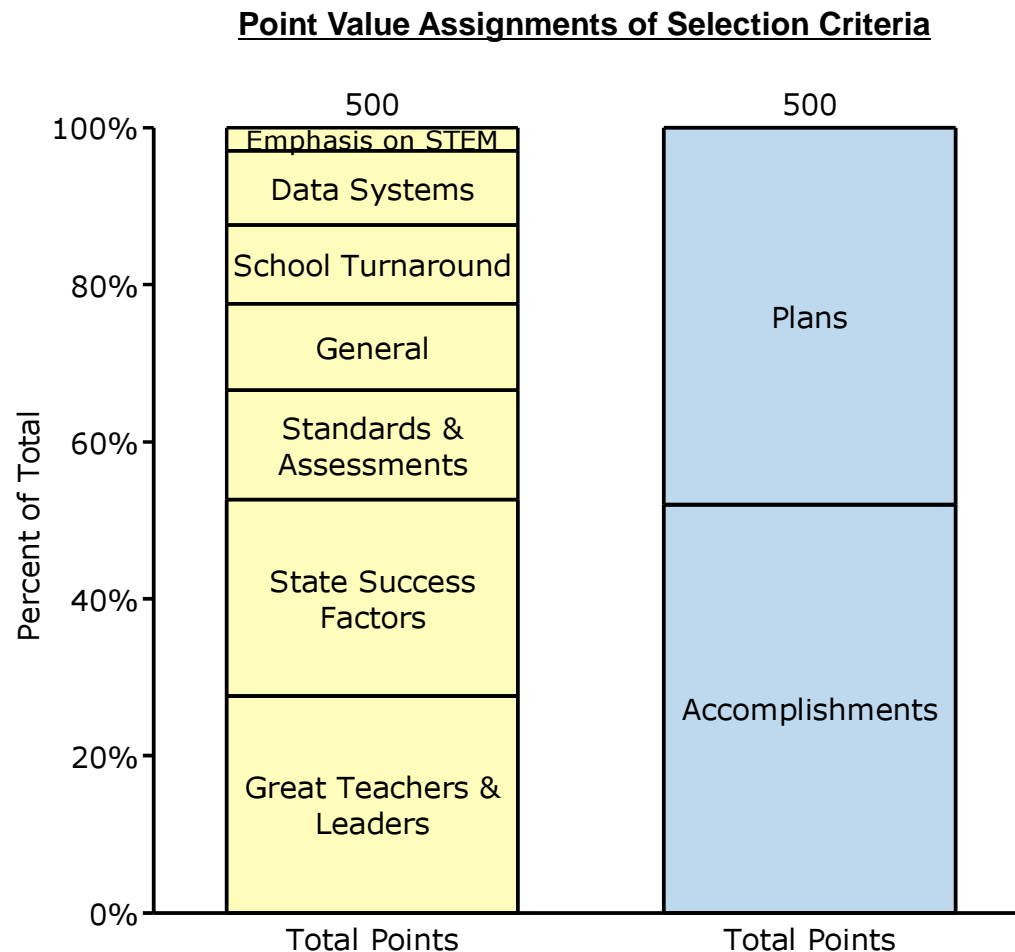 Point Value Assignments of Selection Criteria
500
500
100%
80%
60%
40%
20%
0%
Percent of Total
Emphasis on STEM
Data Systems
School Turnaround
General
Standards &
Assessments
State Success
Factors
Great Teachers &
Leaders
Plans
Accomplishments
Total Points
Total Points